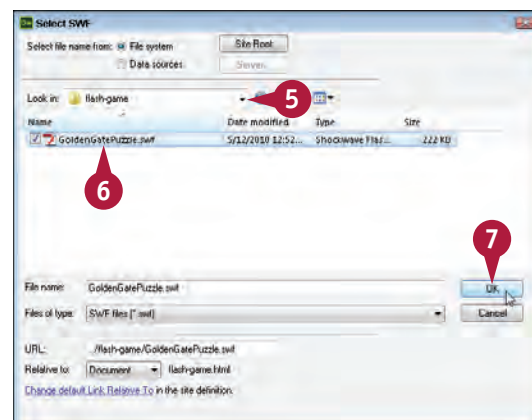 Select SWF
Select file name from: File system Site Root
Data sources Server...
Look in: flash-game 5
Name Date modified Type Size
GoldenGatePuzzle.swf 5/12/2010 12:52... Shockwave Flas... 222 KB
6
7
File name: GoldenGatePuzzle.swf OK
Files of type: SWF files (*.swf) Cancel
URL: /flash-game/GoldenGatePuzzle.swf
Relative to: Document flash-game.html
Change default Link Relative To in the site definition.